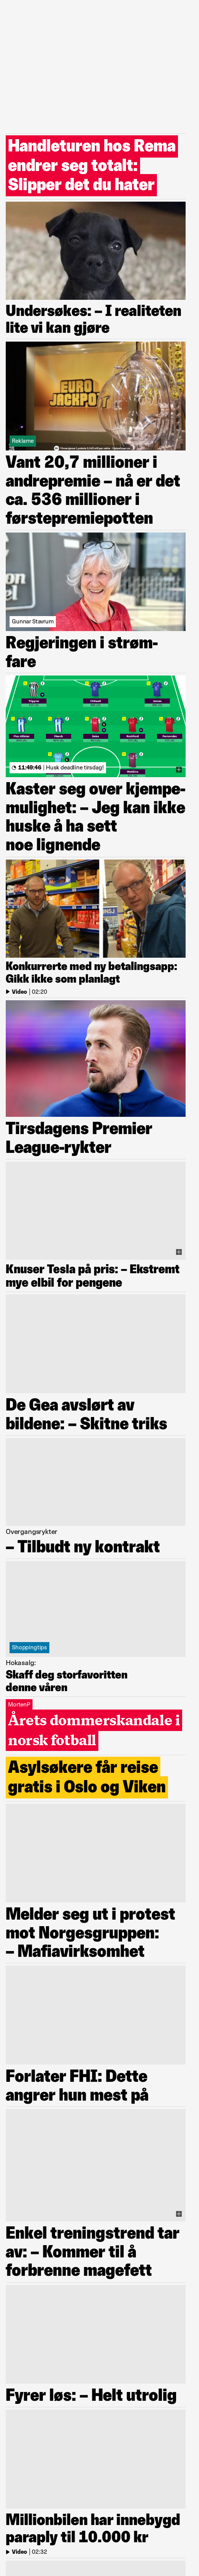 Handleturen hos Rema
endrer seg totalt:
Slipper det du hater
Undersøkes: – I realiteten
lite vi kan gjøre
EURO
JACKPOT
Reklame
Vant 20,7 millioner i
andrepremie – nå er det
ca. 536 millioner i
førstepremiepotten
Gunnar Stavrum
Regjeringen i strøm-
fare
11:49:46 | Husk deadline tirsdag!
Kaster seg over kjempe-
mulighet: – Jeg kan ikke
huske å ha sett
noe lignende
Konkurrerte med ny betalingsapp:
Gikk ikke som planlagt
Video | 02:20
Tirsdagens Premier
League-rykter
Knuser Tesla på pris: – Ekstremt
mye elbil for pengene
De Gea avslørt av
bildene: – Skitne triks
Overgangsrykter
– Tilbudt ny kontrakt
Shoppingtips
Hokasalg:
Skaff deg storfavoritten
denne våren
MortenP
Årets dommerskandale i
norsk fotball
Asylsøkere får reise
gratis i Oslo og Viken
Melder seg ut i protest
mot Norgesgruppen:
– Mafiavirksomhet
Forlater FHI: Dette
angrer hun mest på
Enkel treningstrend tar
av: – Kommer til å
forbrenne magefett
Fyrer løs: – Helt utrolig
Millionbilen har innebygd
paraply til 10.000 kr
Video | 02:32